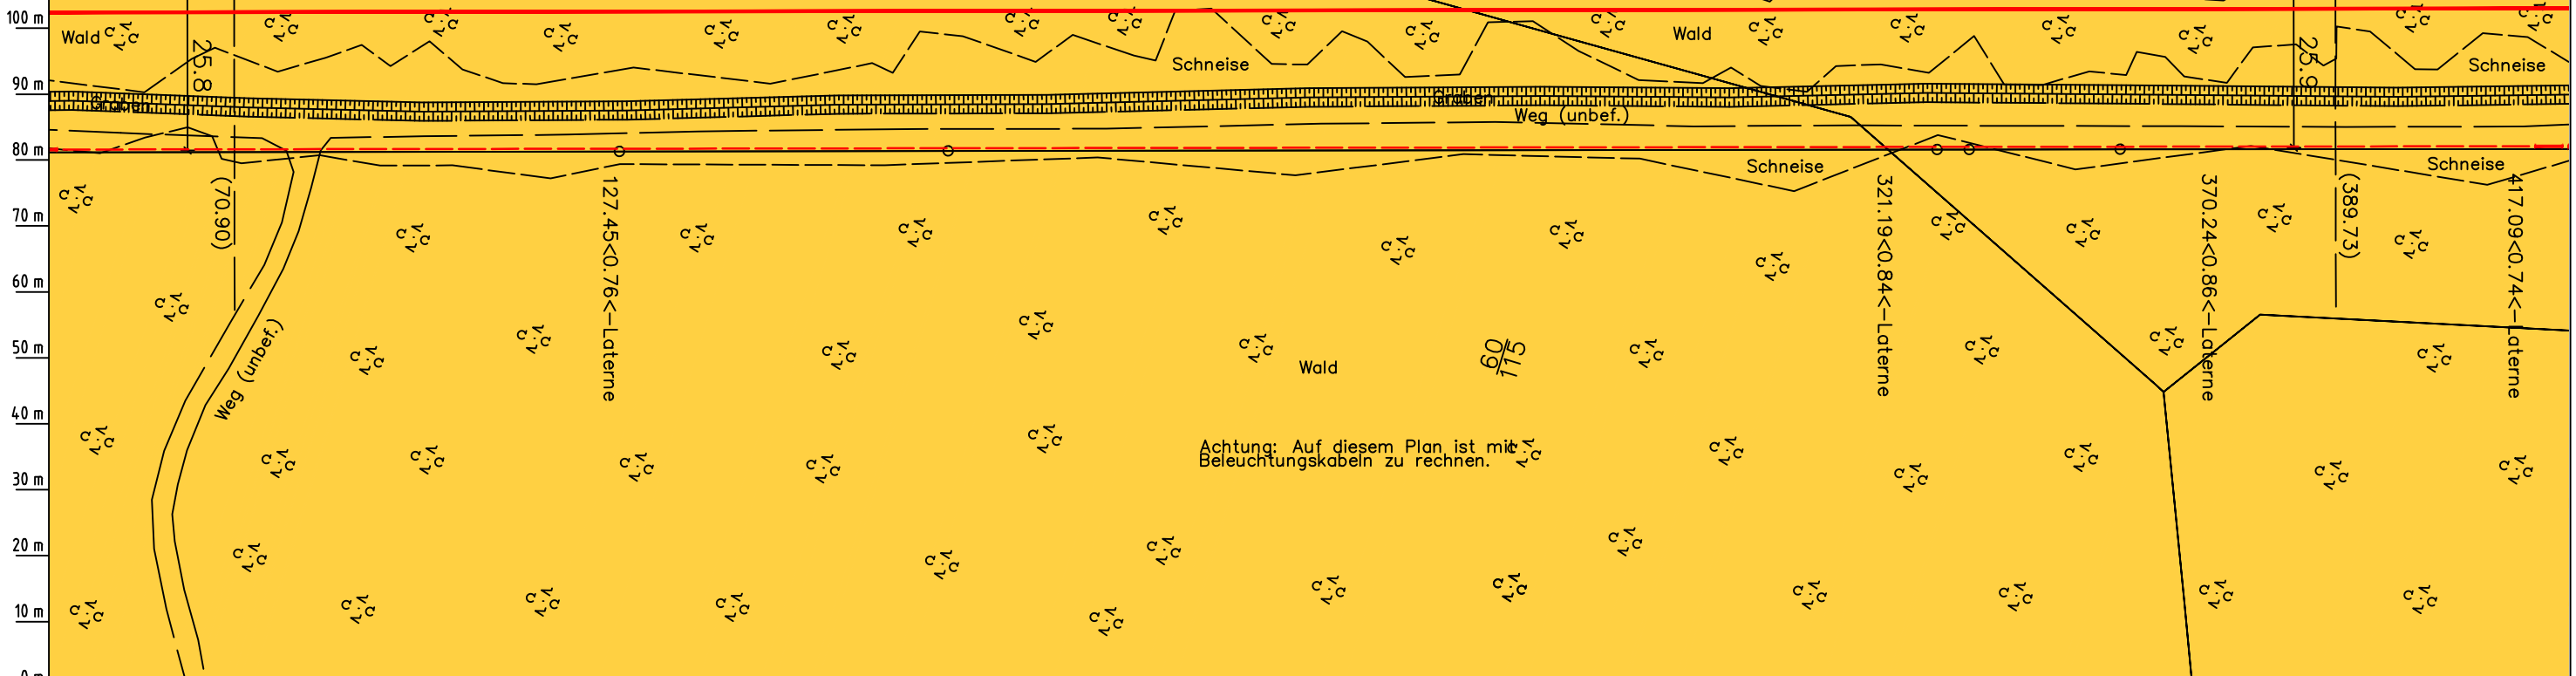 100 m
90 m
80 m
70 m
60 m
50 m
40 m
30 m
20 m
10 m
0 m
Wald
25.8
Schneise
Wald
25.9
Schneise
Graben
Graben
Weg (unbef.)
Schneise
Schneise
(70.90)
127.45<0.76<-Laterne
321.19<0.84<-Laterne
370.24<0.86<-Laterne
(389.73)
417.09<0.74<-Laterne
Weg (unbef.)
Wald
60
115
Achtung: Auf diesem Plan ist mit
Beleuchtungskabeln zu rechnen.